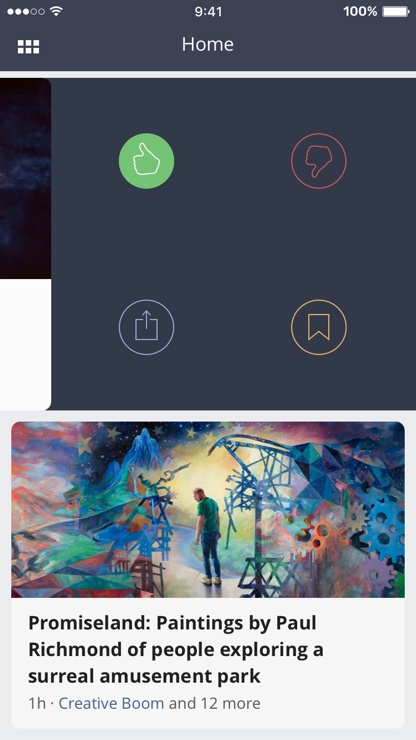 9:41
100%
Home
Promiseland: Paintings by Paul
Richmond of people exploring a
surreal amusement park
1h · Creative Boom and 12 more